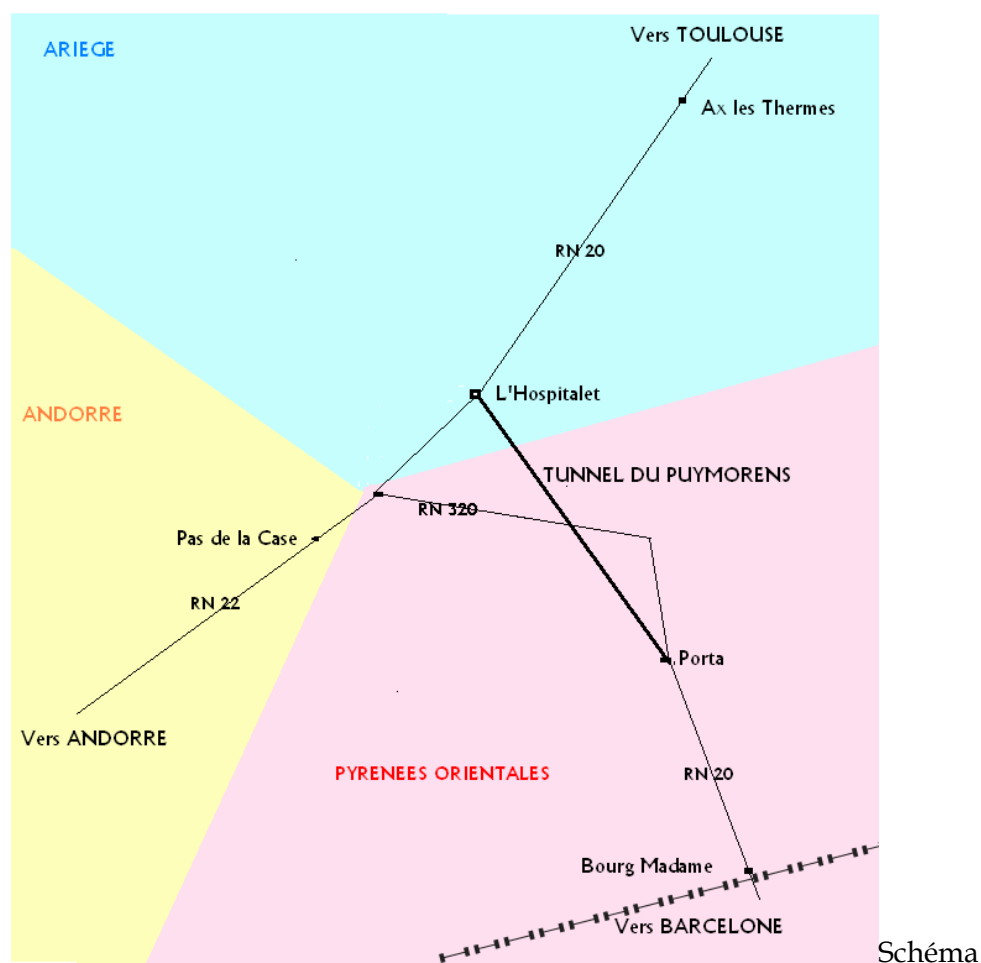 Vers TOULOUSE
ARIEGE
Ax les Thermes
RN 20
L'Hospitalet
ANDORRE
TUNNEL DU PUYMORENS
RN 320
Pas de la Case
RN 22
Porta
Vers ANDORRE
PYRENEES ORIENTALES
RN 20
Bourg Madame
Vers BARCELONE
Schéma